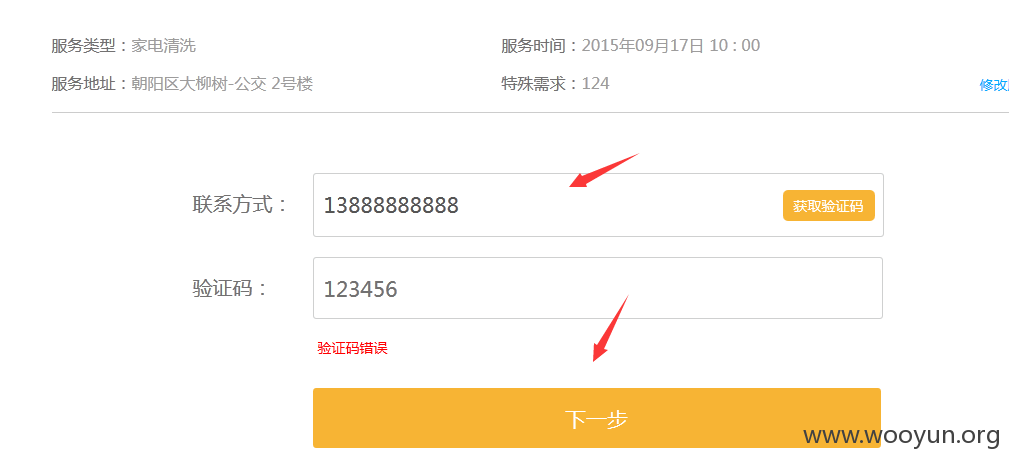 服务类型：家电清洗 服务时间：2015年09月17日 10 : 00
服务地址：朝阳区大柳树-公交 2号楼 特殊需求：124 修改
联系方式： 13888888888 获取验证码
验证码： 123456
验证码错误
下一步
www.wooyun.org